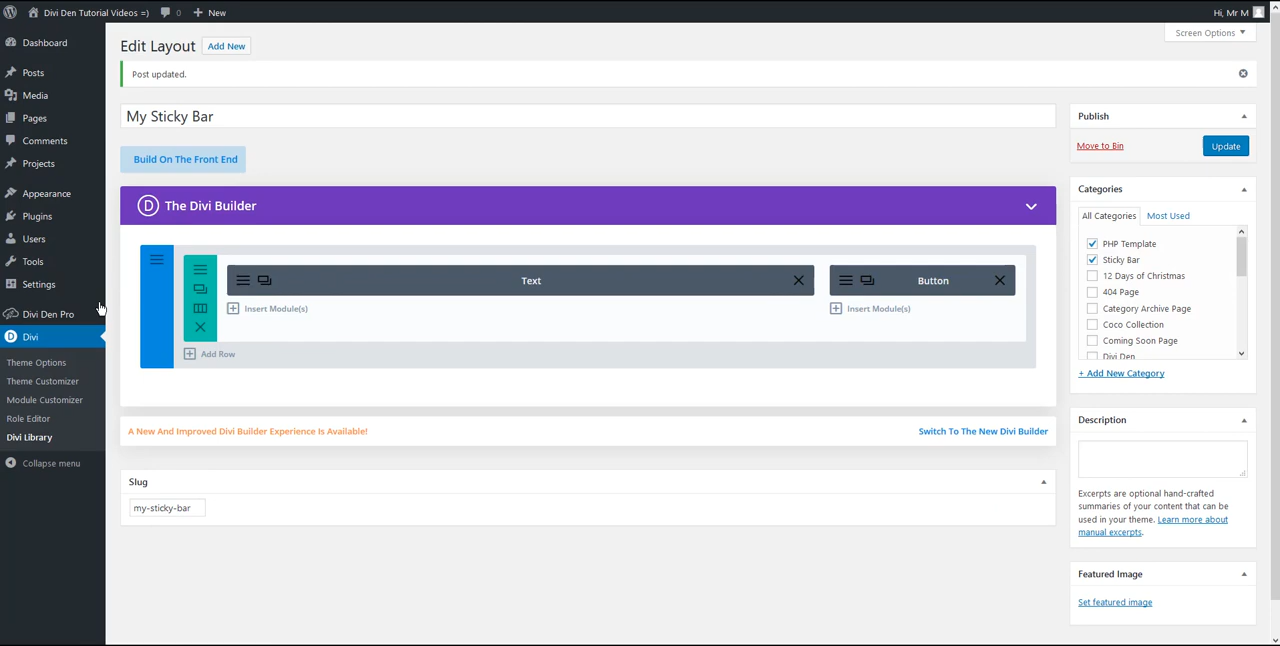 Divi Den Tutorial Videos =) 0 New
Hi, Mr M
Screen Options
Dashboard
Posts
Media
Pages
Comments
Projects
Appearance
Plugins
Users
Tools
Settings
Divi Den Pro
Divi
Theme Options
Theme Customizer
Module Customizer
Role Editor
Divi Library
Collapse menu
Edit Layout Add New
Post updated.
My Sticky Bar
Build On The Front End
D The Divi Builder
Text
Button
Insert Module(s)
Insert Module(s)
Add Row
A New And Improved Divi Builder Experience Is Available!
Switch To The New Divi Builder
Slug
my-sticky-bar
Publish
Move to Bin
Update
Categories
All Categories Most Used
PHP Template
Sticky Bar
12 Days of Christmas
404 Page
Category Archive Page
Coco Collection
Coming Soon Page
Divi Den
+ Add New Category
Description
Excerpts are optional hand-crafted
summaries of your content that can be
used in your theme. Learn more about
manual excerpts.
Featured Image
Set featured image